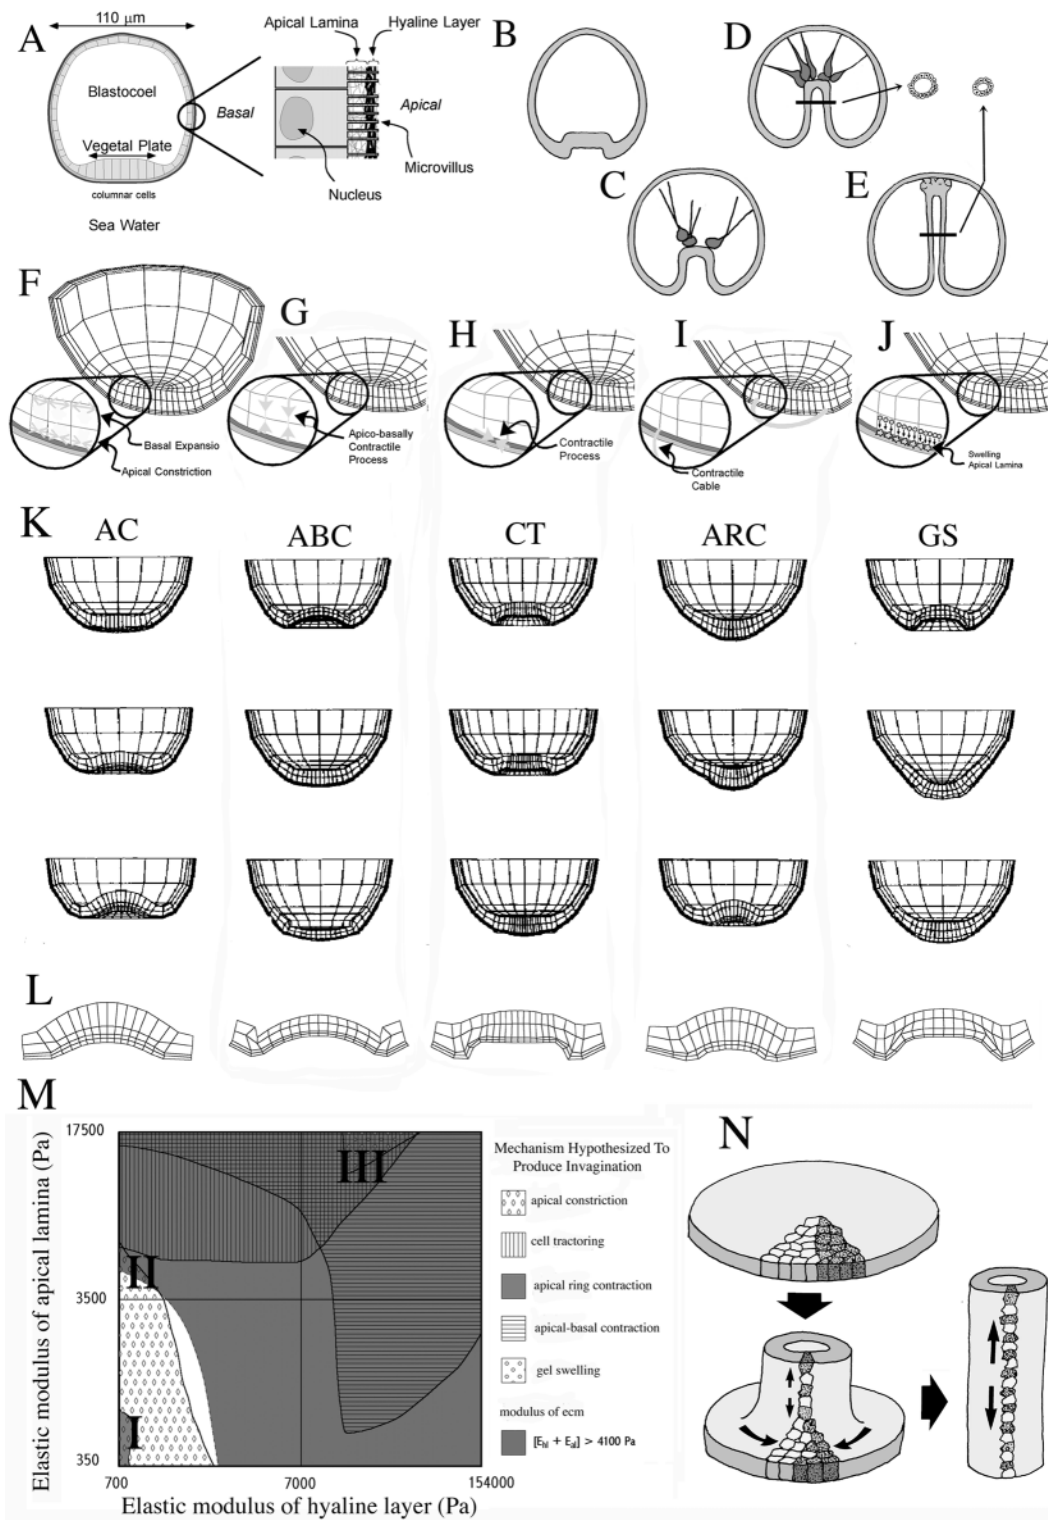 A
110 μm
Blastocoel
Vegetal Plate
columnar cells
Sea Water
Basal
Apical Lamina
Hyaline Layer
Apical
Microvillus
Nucleus
B
C
D
E
F
Basal Expansio
Apical Constriction
G
Apico-basally
Contractile
Process
H
Contractile
Process
I
Contractile
Cable
J
Swelling
Apical Lamina
K
AC
ABC
CT
ARC
GS
L
M
17500
3500
350
700
7000
154000
Elastic modulus of apical lamina (Pa)
Elastic modulus of hyaline layer (Pa)
I
II
III
Mechanism Hypothesized To
Produce Invagination
apical constriction
cell tractoring
apical ring contraction
apical-basal contraction
gel swelling
modulus of ecm
[Ehl + Eal] > 4100 Pa
N